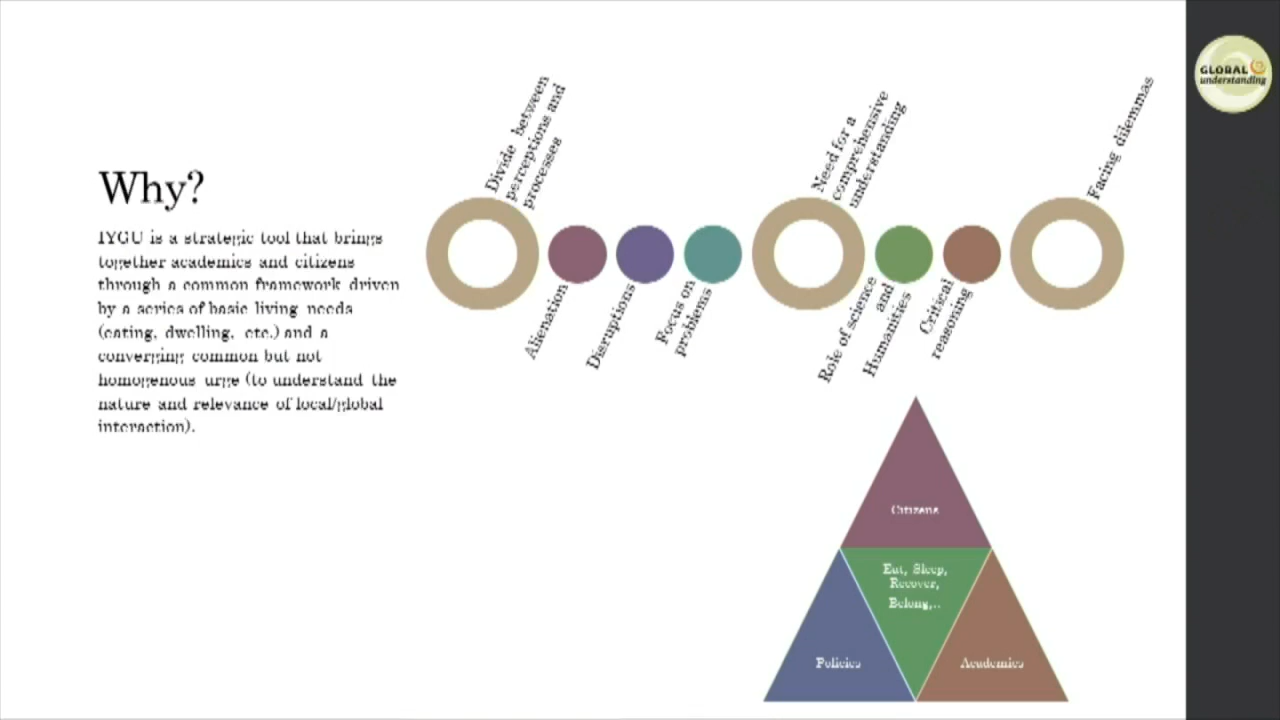 Why?
IYGU is a strategic tool that brings
together academics and citizens
through a common framework driven
by a series of basic living needs
(eating, dwelling, etc.) and a
converging common but not
homogenous urge (to understand the
nature and relevance of local/global
interaction).
Divide between
perceptions and
processes
Alienation
Disruptions
Focus on
problems
Need for a
comprehensive
understanding
Role of science
and
Humanities
Critical
reasoning
Facing dilemmas
Citizens
Eat, Sleep,
Recover,
Belong,..
Policies
Academics
GLOBAL
understanding